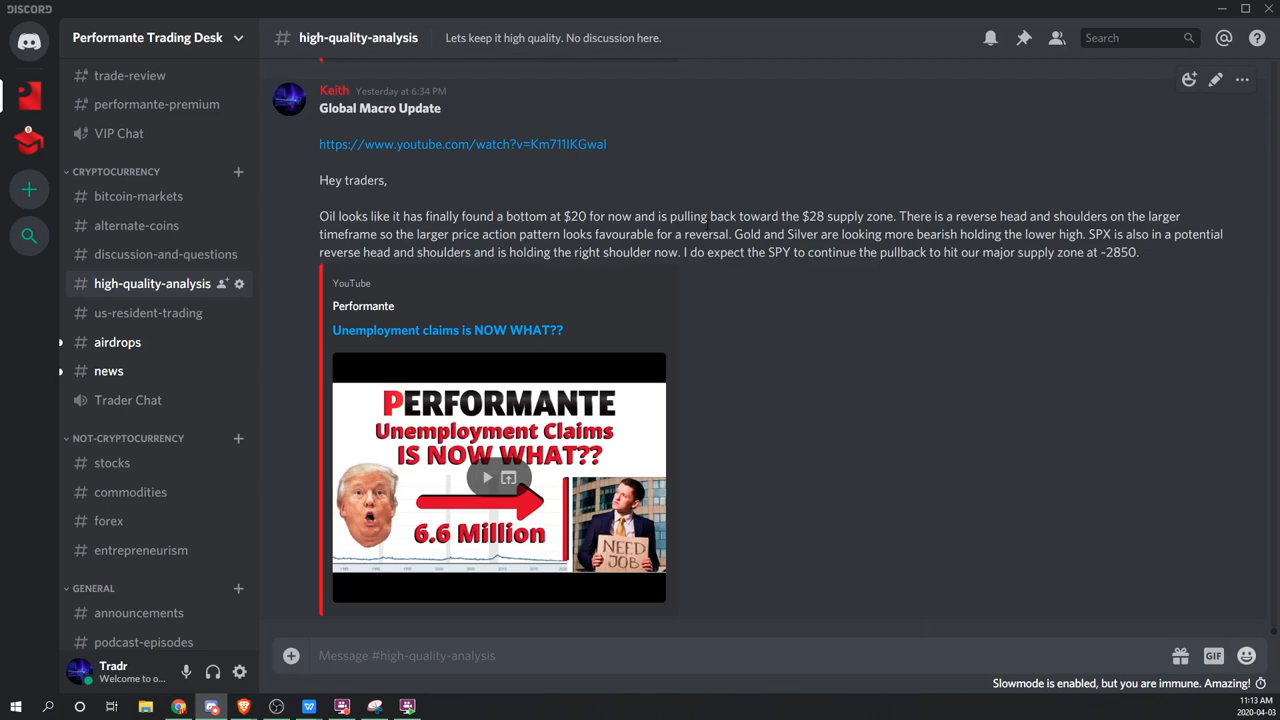 DISCORD
Performante Trading Desk
high-quality-analysis
Lets keep it high quality. No discussion here.
Search
trade-review
performante-premium
VIP Chat
CRYPTOCURRENCY
bitcoin-markets
alternate-coins
discussion-and-questions
high-quality-analysis
us-resident-trading
airdrops
news
Trader Chat
NOT-CRYPTOCURRENCY
stocks
commodities
forex
entrepreneurism
GENERAL
announcements
podcast-episodes
Tradr
Welcome to o...
Keith Yesterday at 6:34 PM
Global Macro Update
https://www.youtube.com/watch?v=Km711IKGwaI
Hey traders,
Oil looks like it has finally found a bottom at $20 for now and is pulling back toward the $28 supply zone. There is a reverse head and shoulders on the larger
timeframe so the larger price action pattern looks favourable for a reversal. Gold and Silver are looking more bearish holding the lower high. SPX is also in a potential
reverse head and shoulders and is holding the right shoulder now. I do expect the SPY to continue the pullback to hit our major supply zone at ~2850.
YouTube
Performante
Unemployment claims is NOW WHAT??
PERFORMANTE
Unemployment Claims
IS NOW WHAT??
6.6 Million
NEED
JOB
Message #high-quality-analysis
GIF
Slowmode is enabled, but you are immune. Amazing!
11:13 AM
2020-04-03